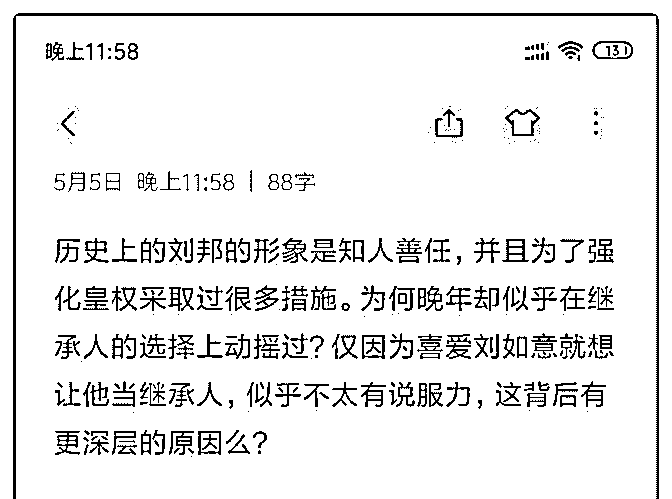 晚上11:58
13
5月5日 晚上11:58 | 88字
历史上的刘邦的形象是知人善任，并且为了强
化皇权采取过很多措施。为何晚年却似乎在继
承人的选择上动摇过？仅因为喜爱刘如意就想
让他当继承人，似乎不太有说服力，这背后有
更深层的原因么？